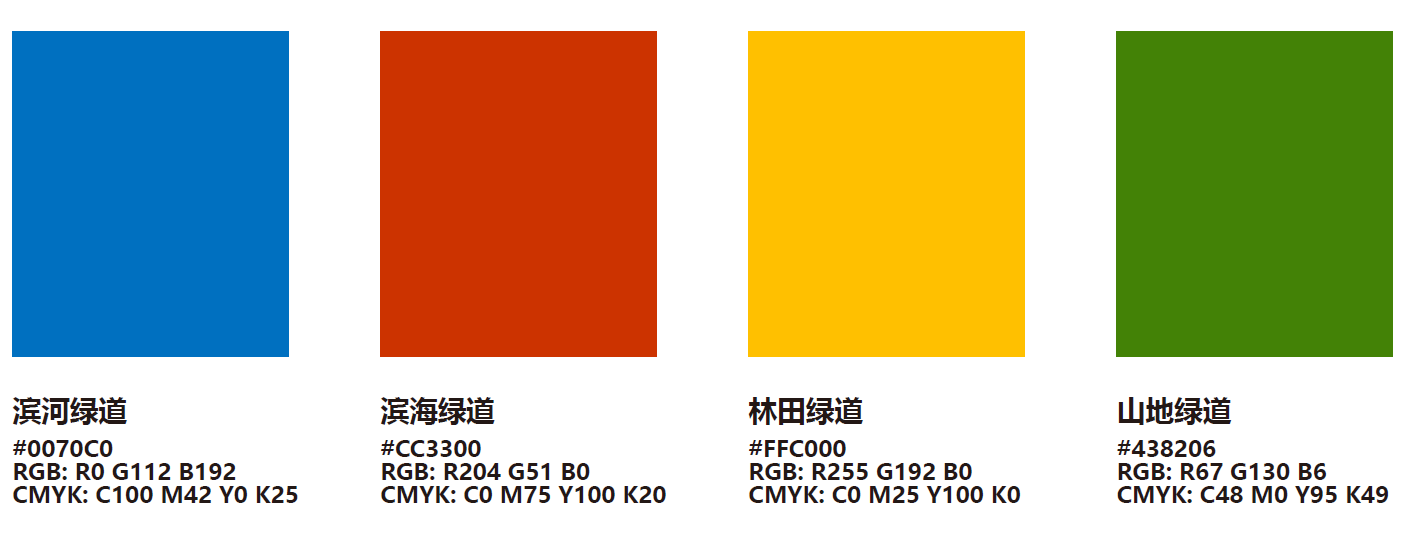 滨河绿道
#0070C0
RGB: R0 G112 B192
CMYK: C100 M42 Y0 K25
滨海绿道
#CC3300
RGB: R204 G51 B0
CMYK: C0 M75 Y100 K20
林田绿道
#FFC000
RGB: R255 G192 B0
CMYK: C0 M25 Y100 K0
山地绿道
#438206
RGB: R67 G130 B6
CMYK: C48 M0 Y95 K49